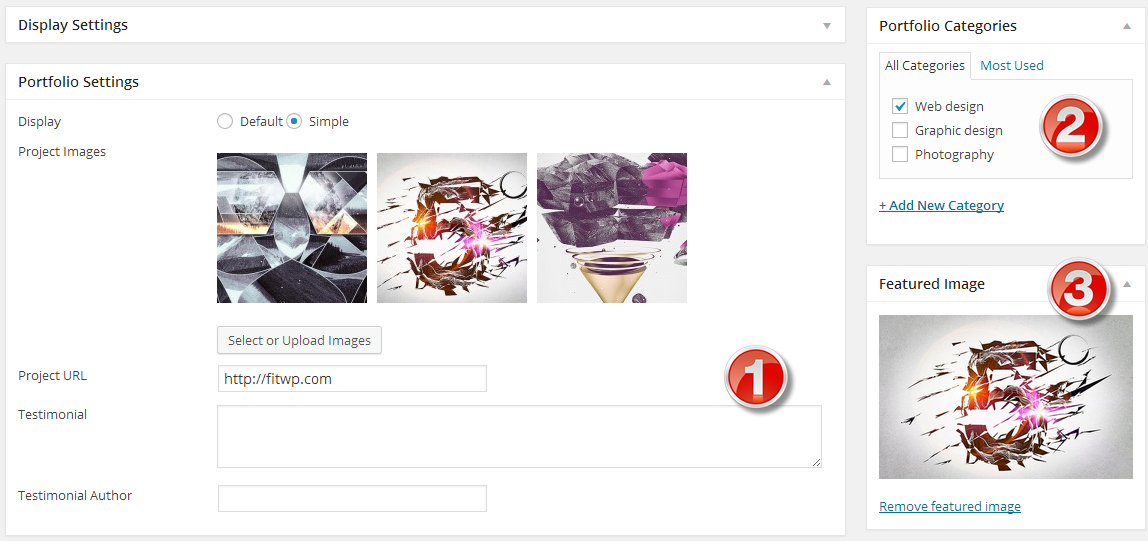 Display Settings
Portfolio Settings
Display
Default
Simple
Project Images
Select or Upload Images
Project URL
http://fitwp.com
1
Testimonial
Testimonial Author
Portfolio Categories
All Categories
Most Used
Web design
Graphic design
Photography
2
+ Add New Category
Featured Image
3
Remove featured image